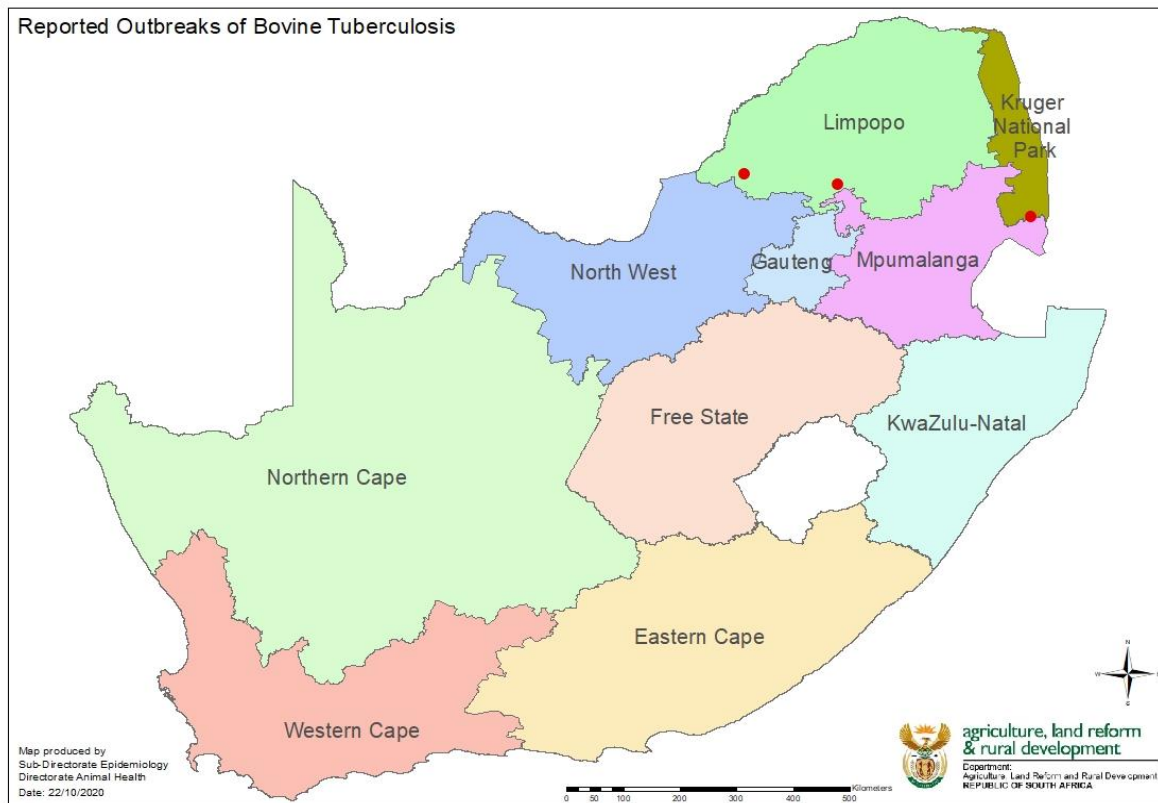 Reported Outbreaks of Bovine Tuberculosis
Limpopo
Kruger
National
Park
North West
Gauteng
Mpumalanga
Free State
KwaZulu-Natal
Northern Cape
Eastern Cape
Western Cape
N
W
E
S
Map produced by
Sub-Directorate Epidemiology
Directorate Animal Health
Date: 22/10/2020
Kilometers
0 50 100 200 300 400 500
agriculture, land reform
& rural development
Department:
Agriculture, Land Reform and Rural Development
REPUBLIC OF SOUTH AFRICA